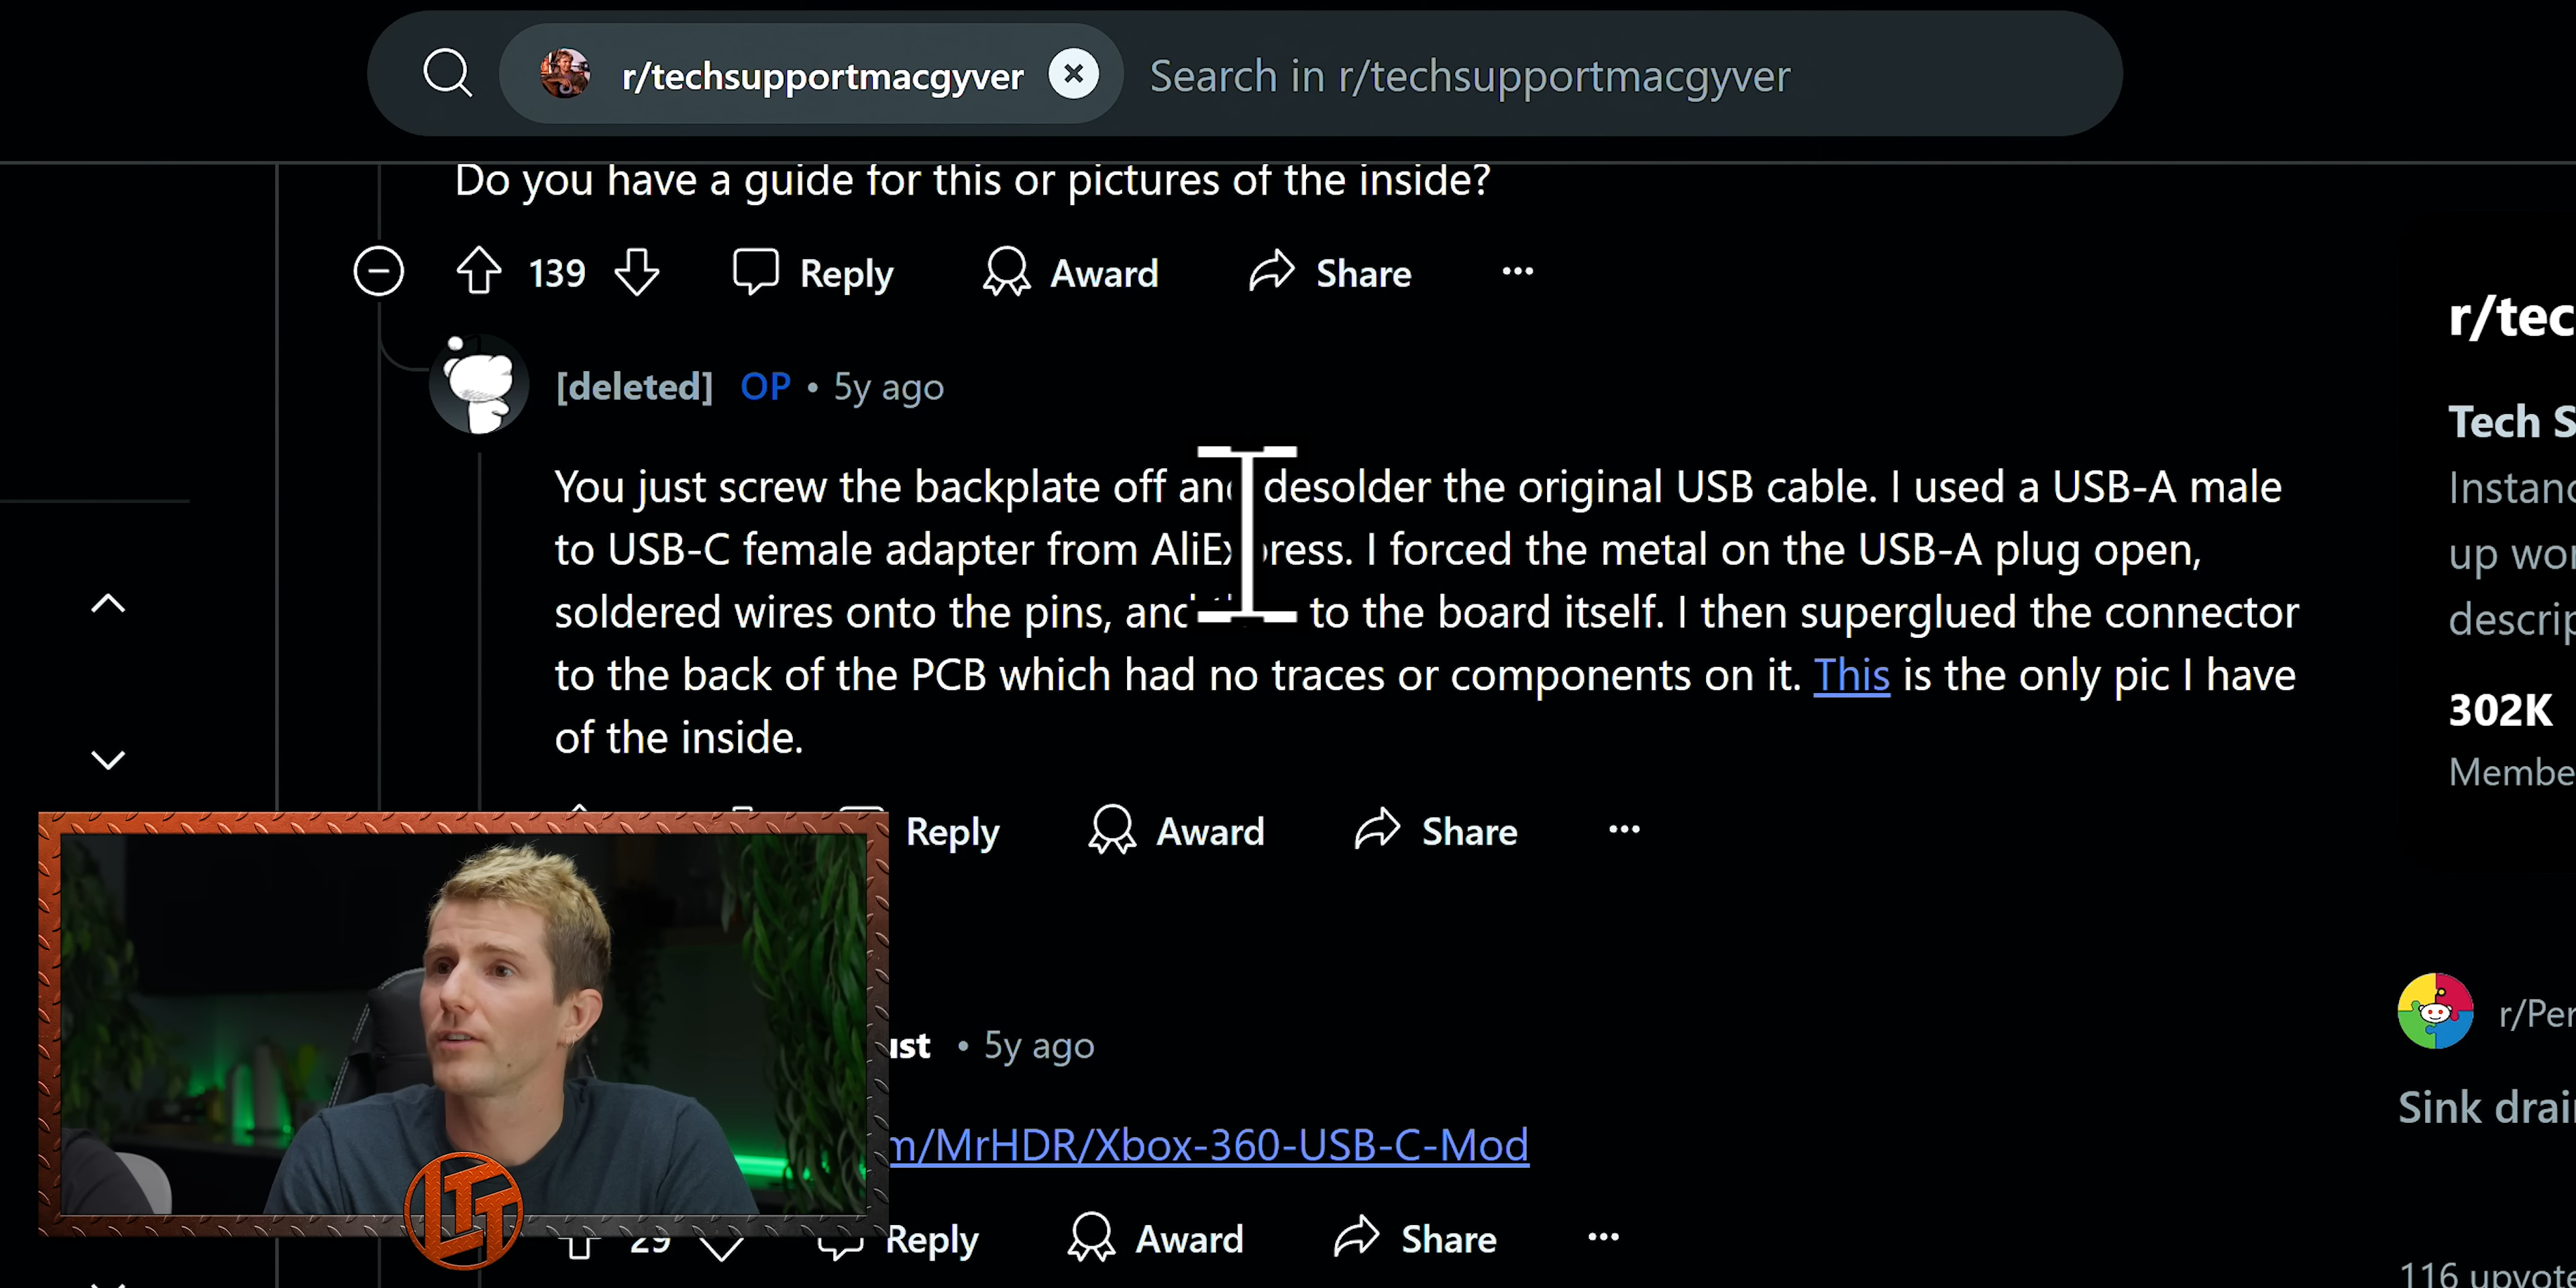 r/techsupportmacgyver
Search in r/techsupportmacgyver
Do you have a guide for this or pictures of the inside?
139 Reply Award Share
r/tec
[deleted] OP • 5y ago
Tech S
You just screw the backplate off and desolder the original USB cable. I used a USB-A male
Instanc
to USB-C female adapter from AliExpress. I forced the metal on the USB-A plug open,
up wor
soldered wires onto the pins, and to the board itself. I then superglued the connector
descrip
to the back of the PCB which had no traces or components on it. This is the only pic I have
302K
of the inside.
Membe
Reply Award Share
r/Per
ust • 5y ago
Sink drai
m/MrHDR/Xbox-360-USB-C-Mod
LTT
29 Reply Award Share
116 upvote